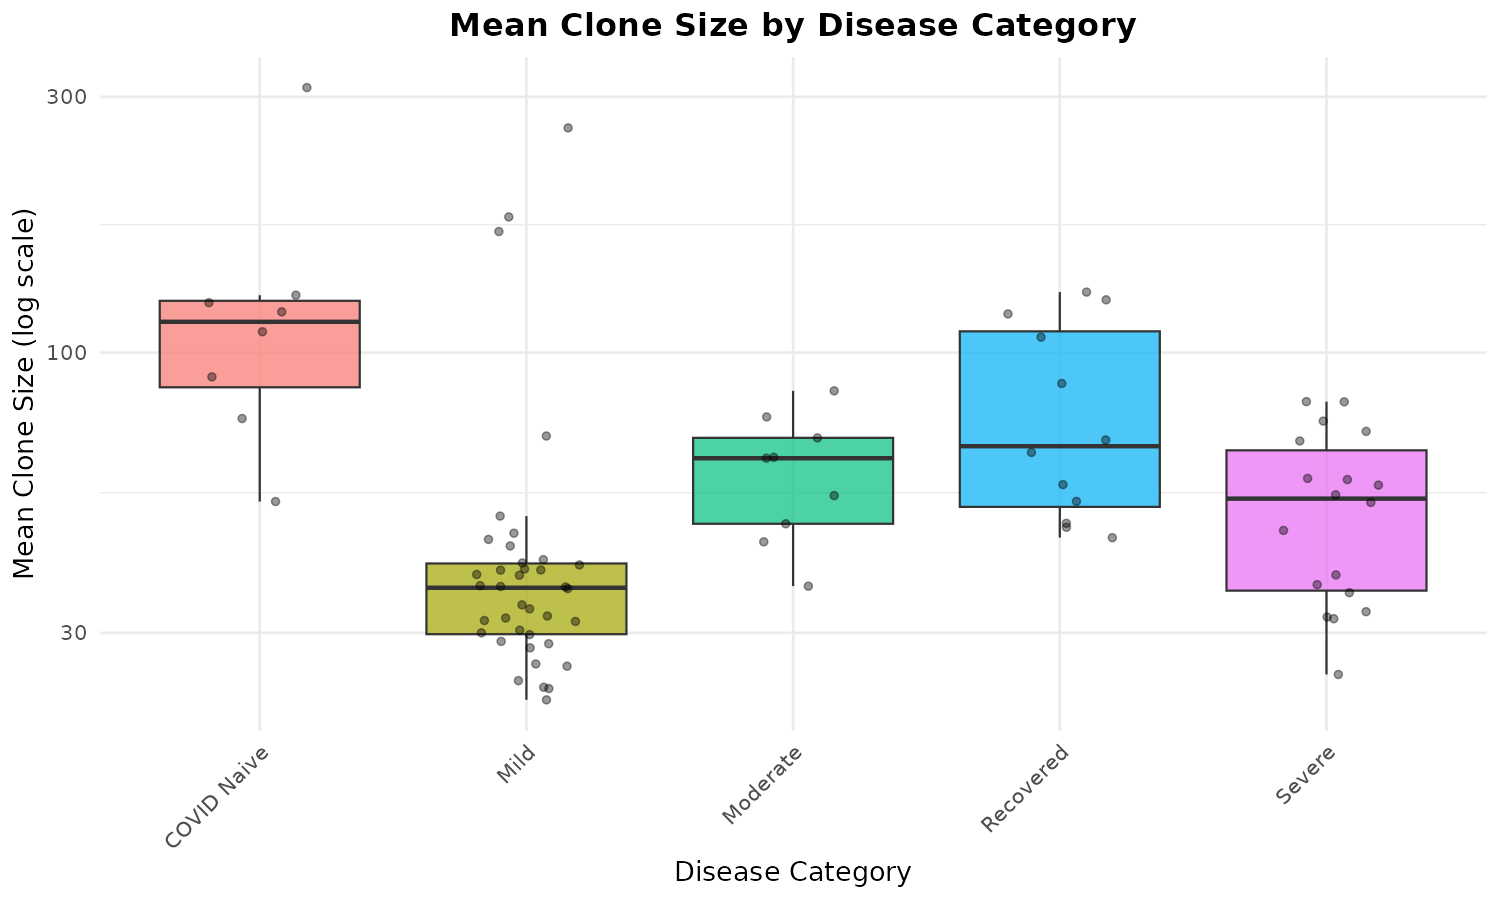 Mean Clone Size by Disease Category
Mean Clone Size (log scale)
300
100
30
COVID Naive
Mild
Moderate
Recovered
Severe
Disease Category